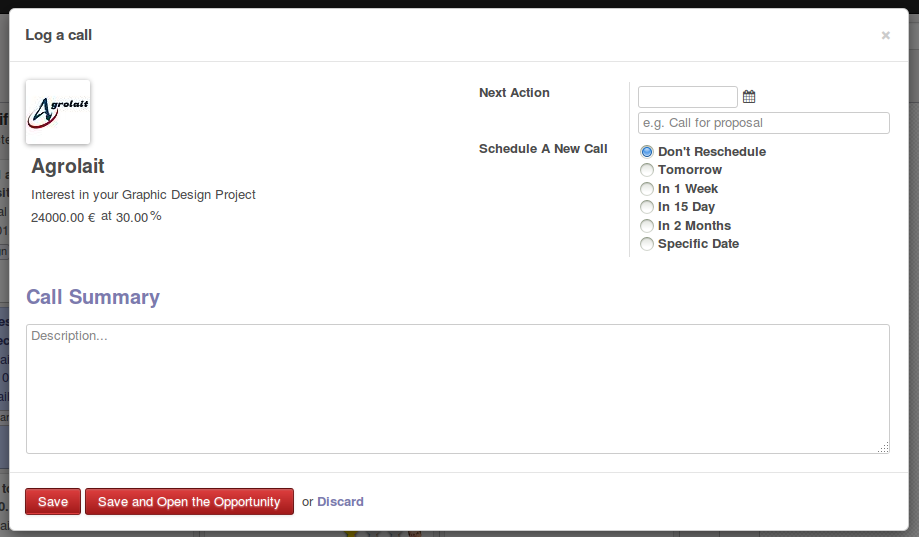 Log a call
×
Agrolait
Agrolait
Interest in your Graphic Design Project
24000.00 € at 30.00 %
Next Action
e.g. Call for proposal
Schedule A New Call
Don't Reschedule
Tomorrow
In 1 Week
In 15 Day
In 2 Months
Specific Date
Call Summary
Description...
Save
Save and Open the Opportunity
or Discard